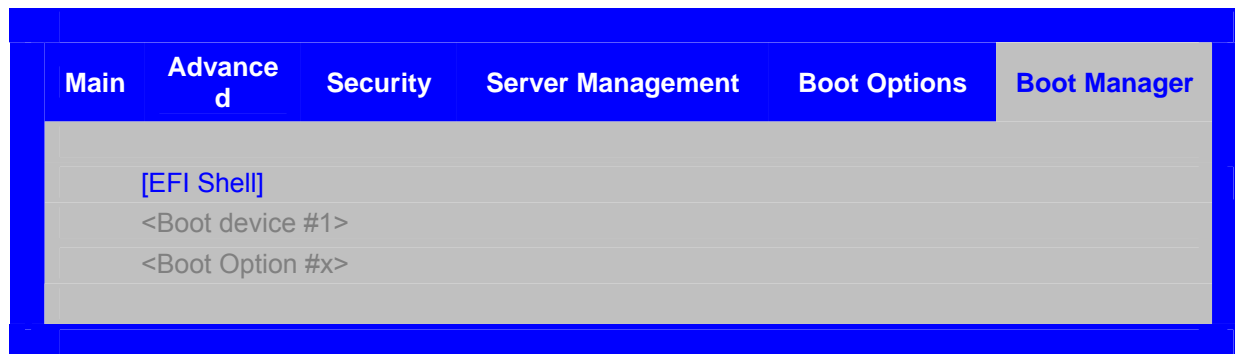 Main Advance
d Security Server Management Boot Options Boot Manager
[EFI Shell]
<Boot device #1>
<Boot Option #x>